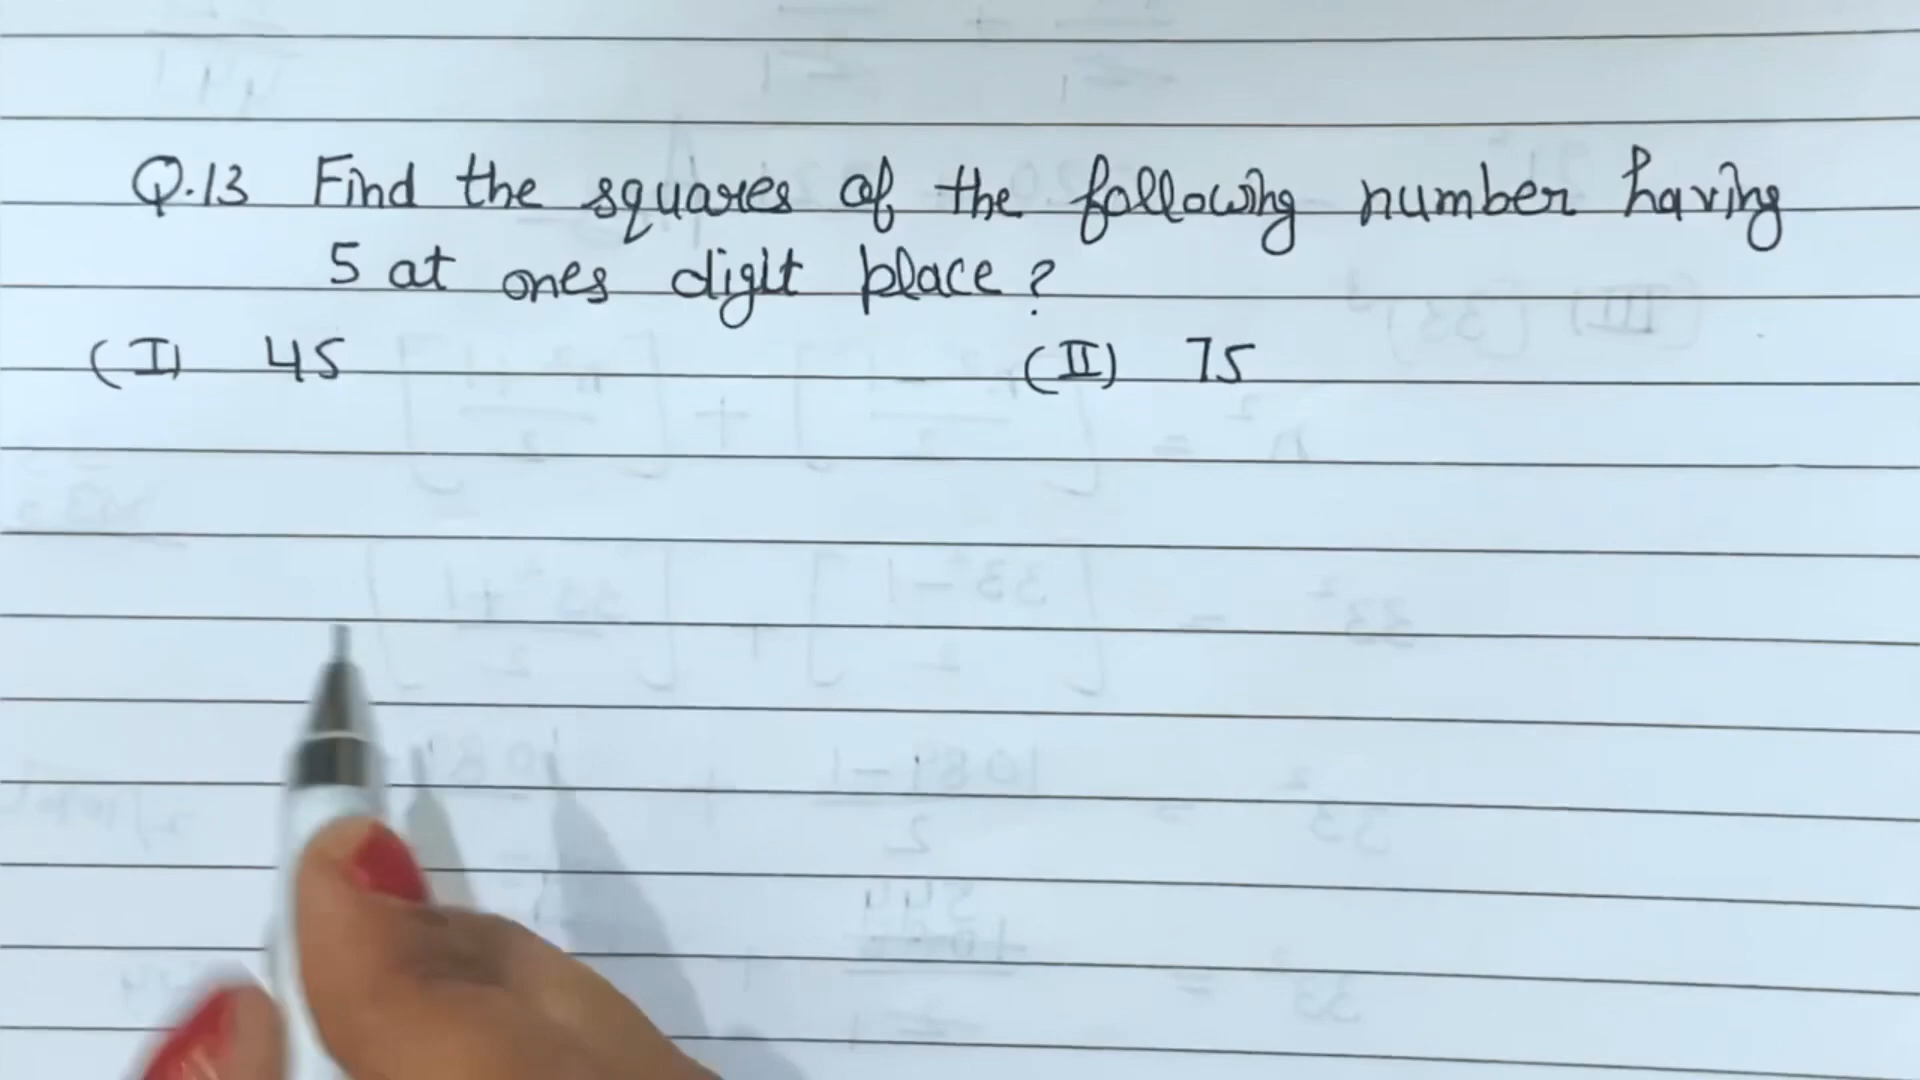 Q.13 Find the squares of the following number having
5 at ones digit place?
(I) 45 (II) 75